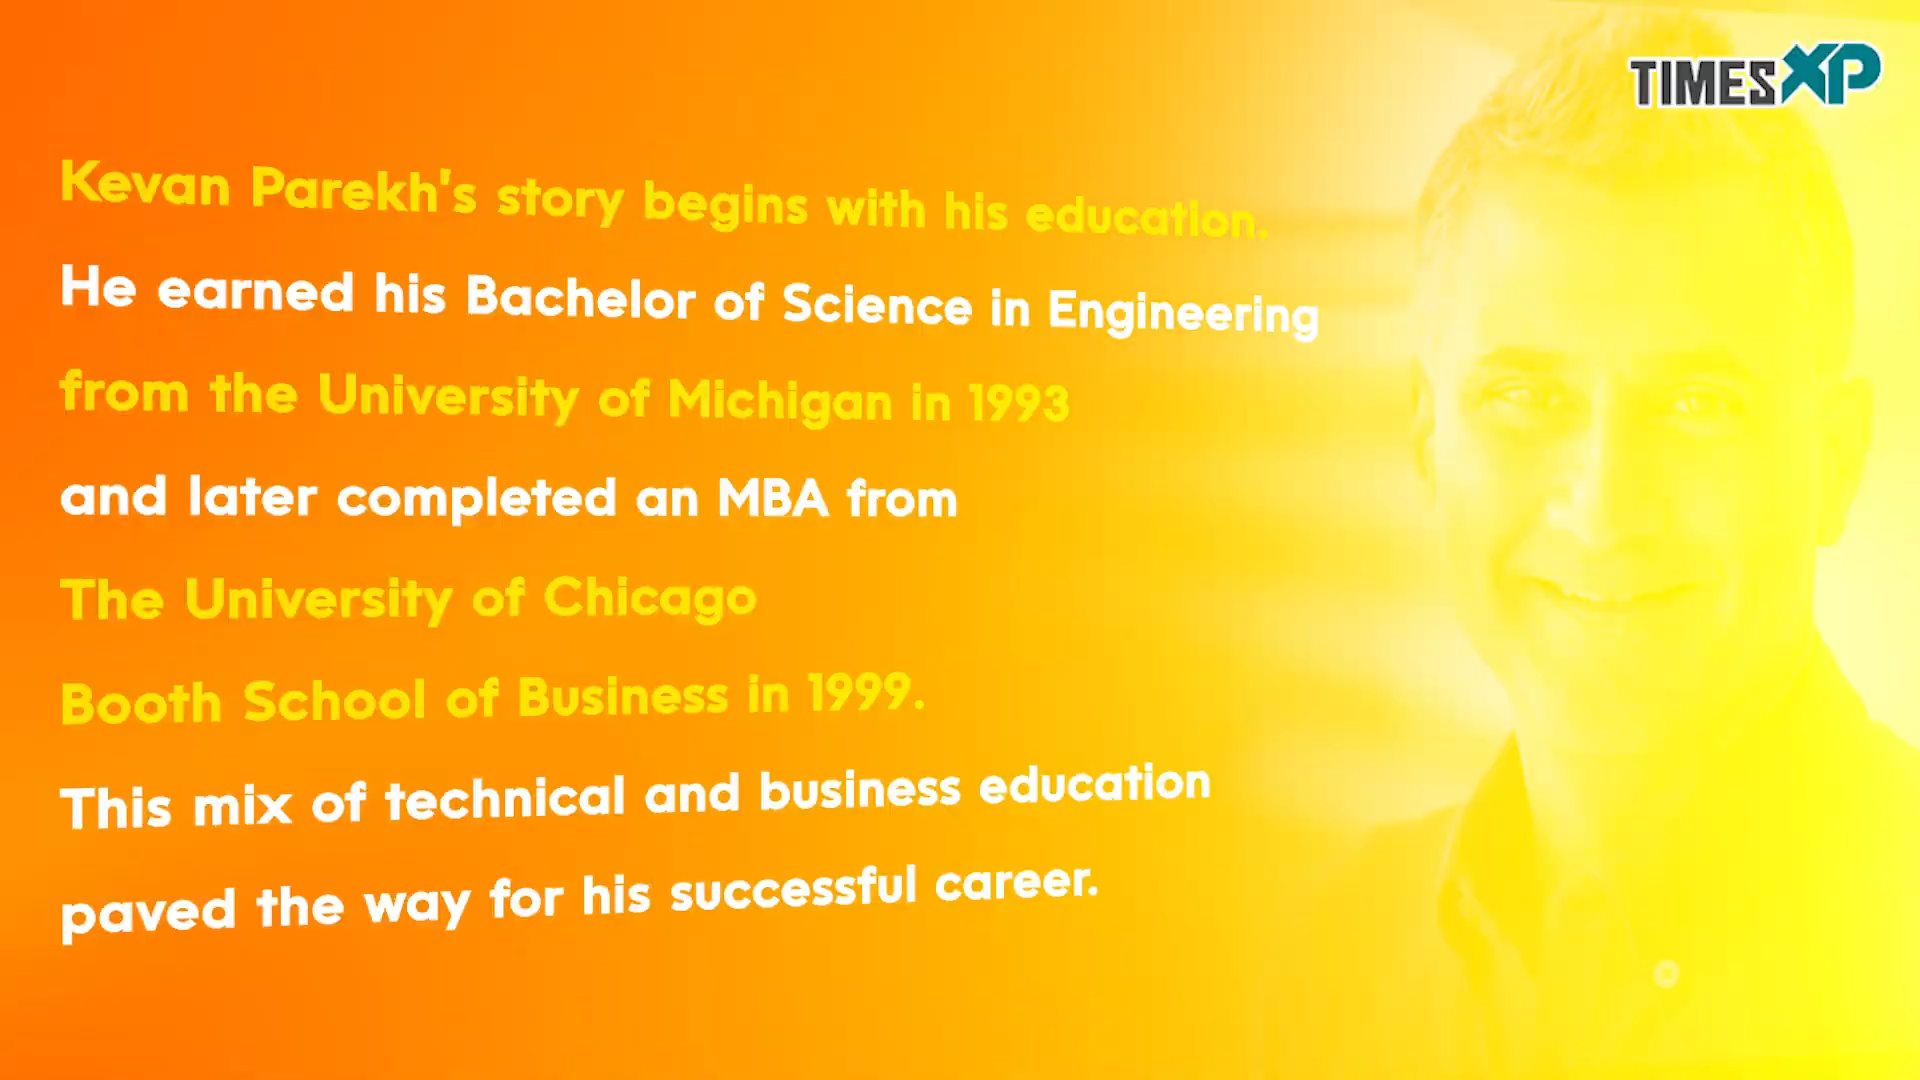 TIMESXP
Kevan Parekh's story begins with his education.
He earned his Bachelor of Science in Engineering
from the University of Michigan in 1993
and later completed an MBA from
The University of Chicago
Booth School of Business in 1999.
This mix of technical and business education
paved the way for his successful career.